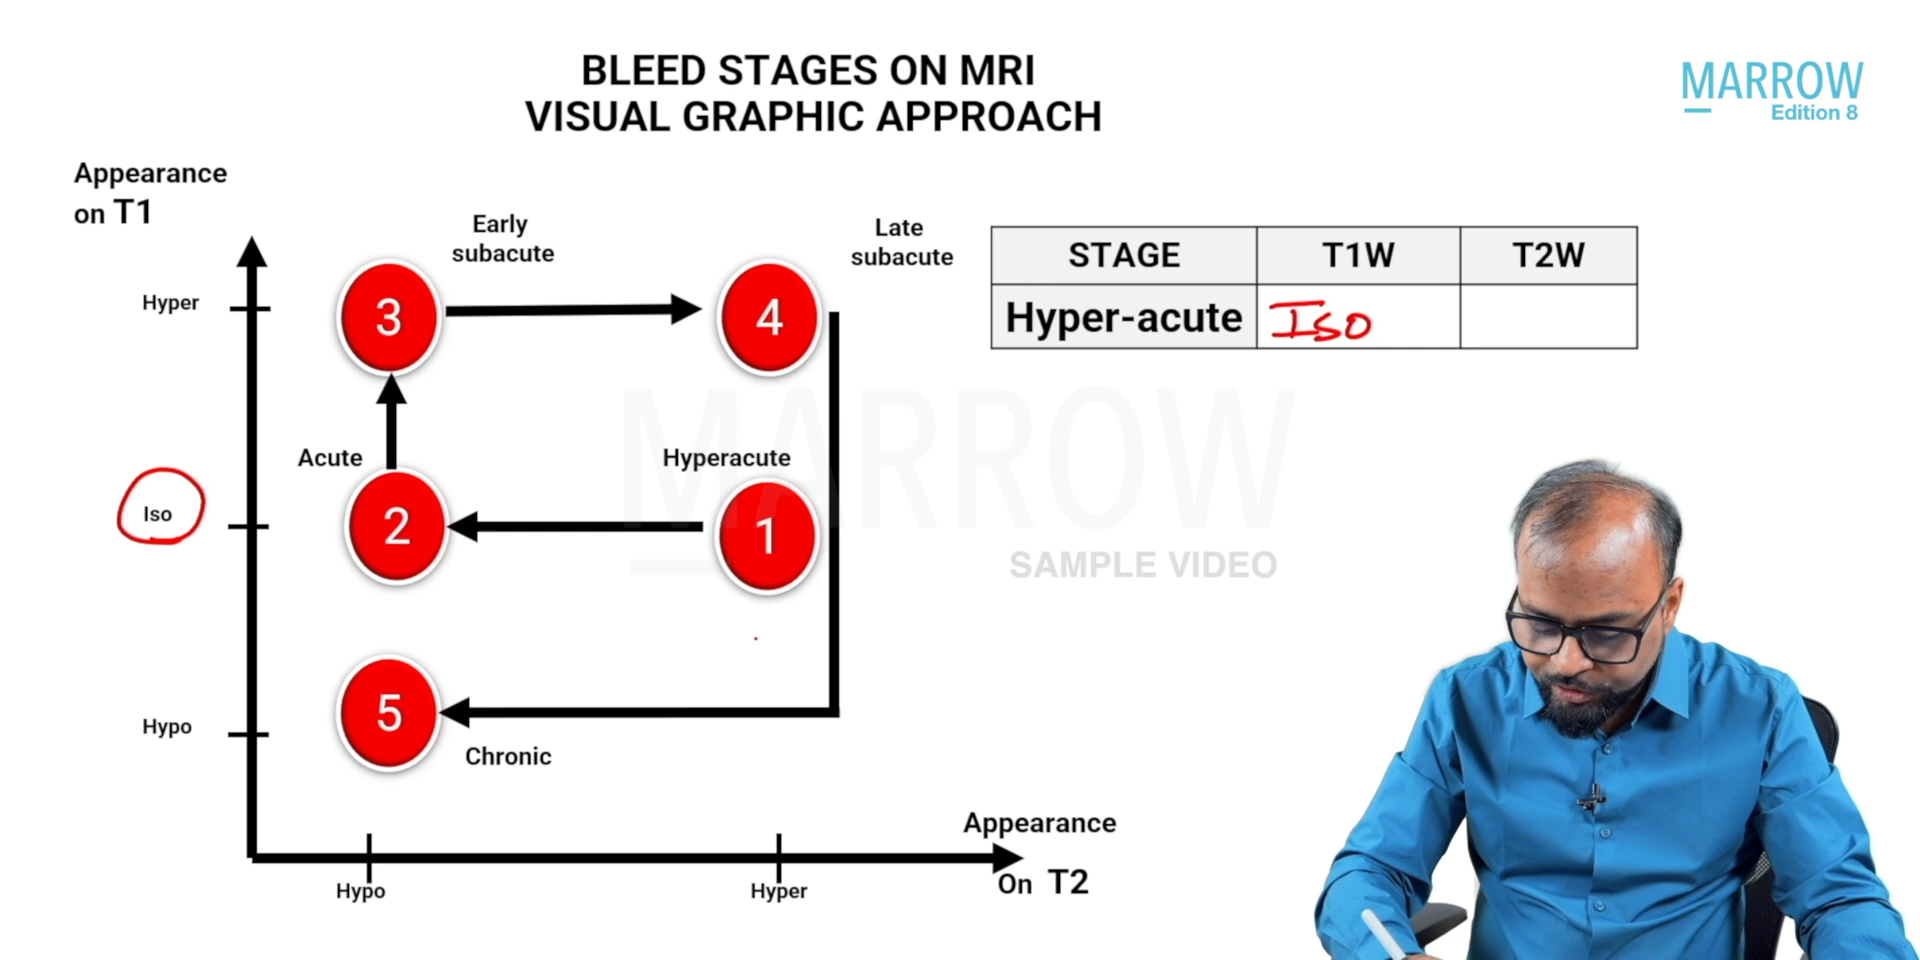 BLEED STAGES ON MRI
VISUAL GRAPHIC APPROACH
MARROW
Edition 8
Appearance
on T1
Early
subacute
Late
subacute
STAGE T1W T2W
Hyper-acute Iso
Hyper
3
4
Acute
Hyperacute
Iso
2
1
MARROW
SAMPLE VIDEO
Hypo
5
Chronic
Appearance
On T2
Hypo
Hyper